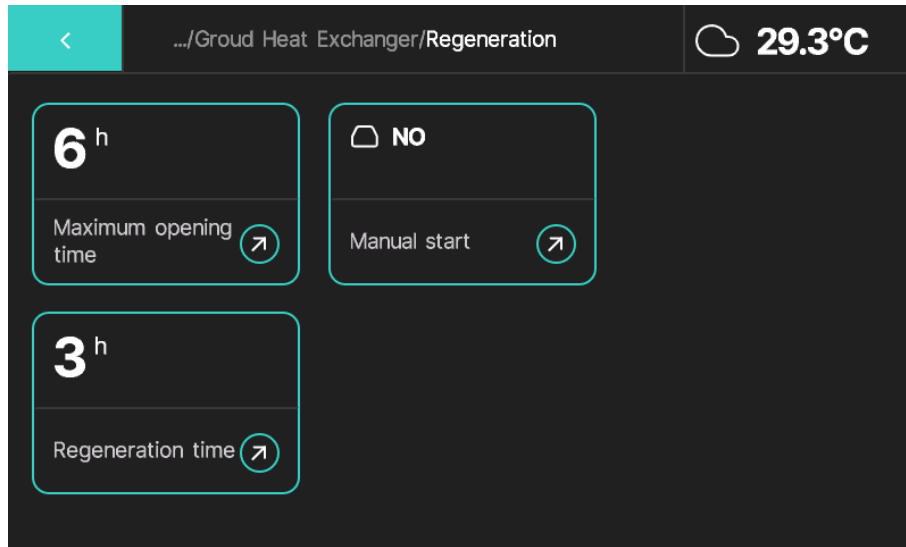 .../Groud Heat Exchanger/Regeneration
29.3°C
6 h
Maximum opening
time
NO
Manual start
3 h
Regeneration time